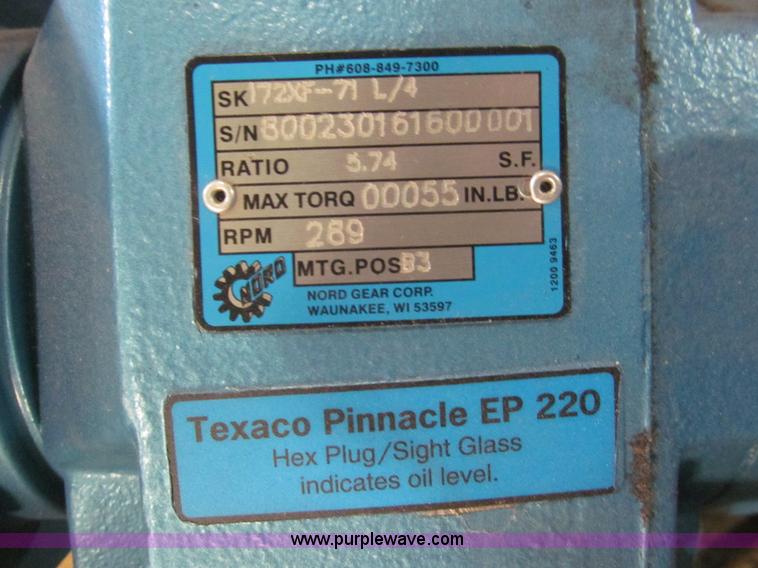 PH#608-849-7300
SK 172XF-71 L/4
S/N 800230161600001
RATIO 5.74 S.F.
MAX TORQ 00055 IN.LB.
RPM 289
MTG.POS B3
NORD
NORD GEAR CORP.
WAUNAKEE, WI 53597
1200 9463
Texaco Pinnacle EP 220
Hex Plug/Sight Glass
indicates oil level.
www.purplewave.com